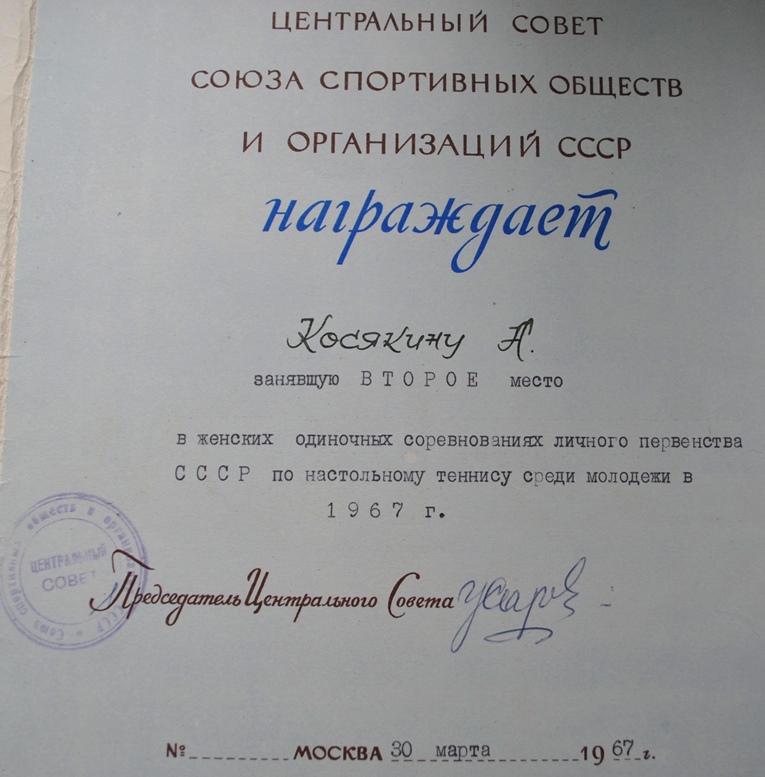 ЦЕНТРАЛЬНЫЙ СОВЕТ
СОЮЗА СПОРТИВНЫХ ОБЩЕСТВ
И ОРГАНИЗАЦИЙ СССР
награждает
Косякину А.
занявшую ВТОРОЕ место
в женских одиночных соревнованиях личного первенства
СССР по настольному теннису среди молодежи в
1967 г.
ЦЕНТРАЛЬНЫЙ
СОВЕТ
Председатель Центрального Совета
№ МОСКВА 30 марта 1967 г.